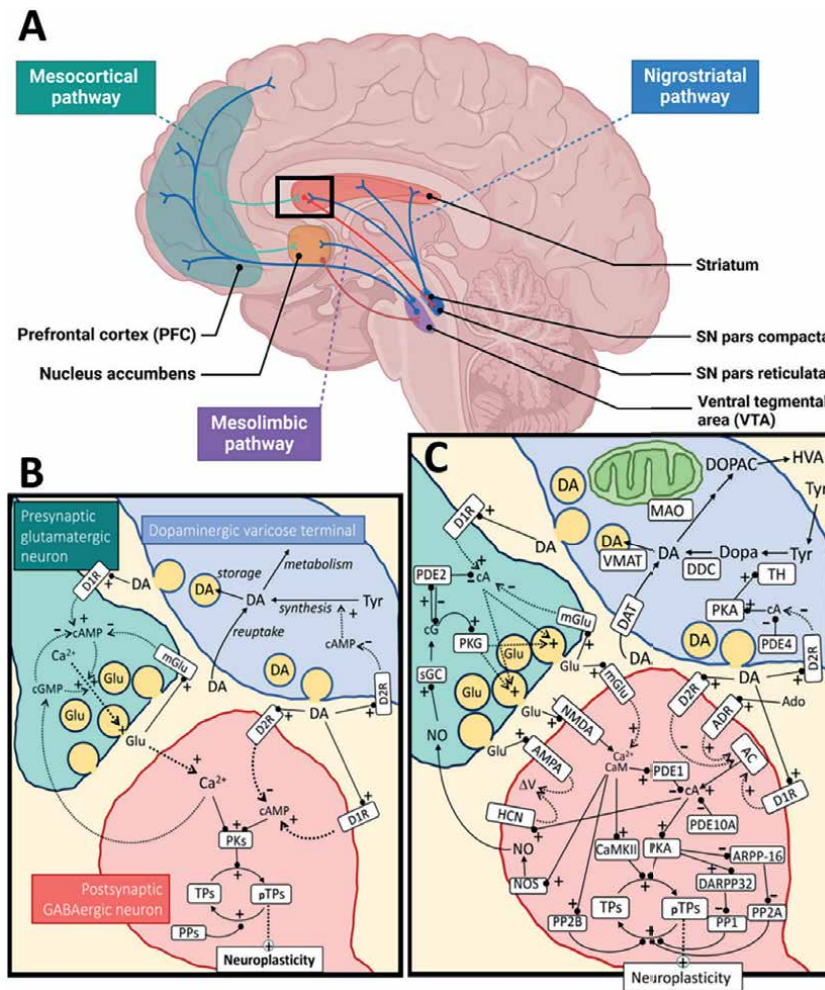 A
Mesocortical
pathway
Nigrostriatal
pathway
Striatum
Prefrontal cortex (PFC)
SN pars compacta
Nucleus accumbens
SN pars reticulata
Mesolimbic
pathway
Ventral tegmental
area (VTA)
B
Presynaptic
glutamatergic
neuron
Dopaminergic varicose terminal
D1R
+
DA
DA
storage
metabolism
DA
synthesis
Tyr
+
reuptake
cAMP
-
DA
D2R
+
DA
D2R
+
+
-
cAMP
-
Ca²⁺
+
+
cGMP
Glu
Glu
Glu
mGlu
+
+
Glu
+
Ca²⁺
-
cAMP
+
D1R
+
+
PKs
+
TPs
pTPs
PPs
+
+
Neuroplasticity
Postsynaptic
GABAergic neuron
C
DA
DOPAC
HVA
MAO
Tyr
D1R
+
DA
DA
VMAT
DA
DDC
Dopa
Tyr
TH
+
PKA
+
cA
-
-
PDE4
D2R
+
DA
DAT
DA
PDE2
+
-
cA
+
-
cG
+
PKG
mGlu
+
sGC
+
Glu
+
Glu
+
Glu
mGlu
+
Glu
NMDA
+
Glu
AMPA
+
NO
ΔV
HCN
+
NO
NOS
+
Ca²⁺
CaM
+
PDE1
+
-
cA
+
-
PDE10A
D2R
+
-
ADR
+
Ado
+
AC
+
D1R
+
CaMKII
+
PKA
+
-
ARPP-16
+
DARPP32
-
-
PP2B
+
TPs
pTPs
PP1
PP2A
+
+
+
Neuroplasticity